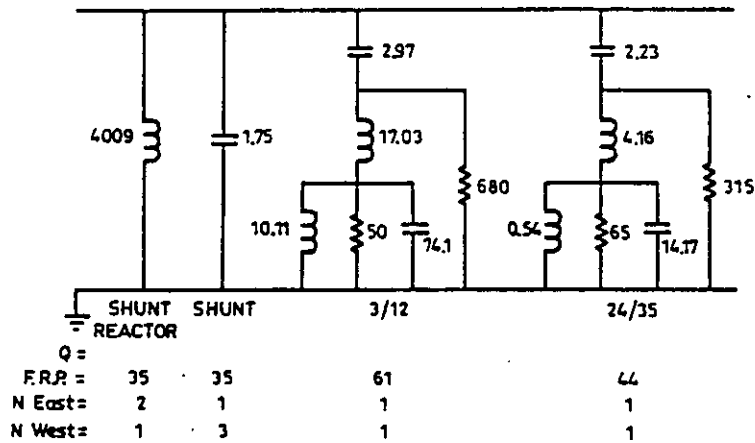 2.97
2.23
4009
1.75
17.03
4.16
680
315
10.11
50
74.1
0.54
65
14.17
SHUNT REACTOR
SHUNT
3/12
24/35
Q =
F.R.P. = 35 35 61 44
N East = 2 1 1 1
N West = 1 3 1 1